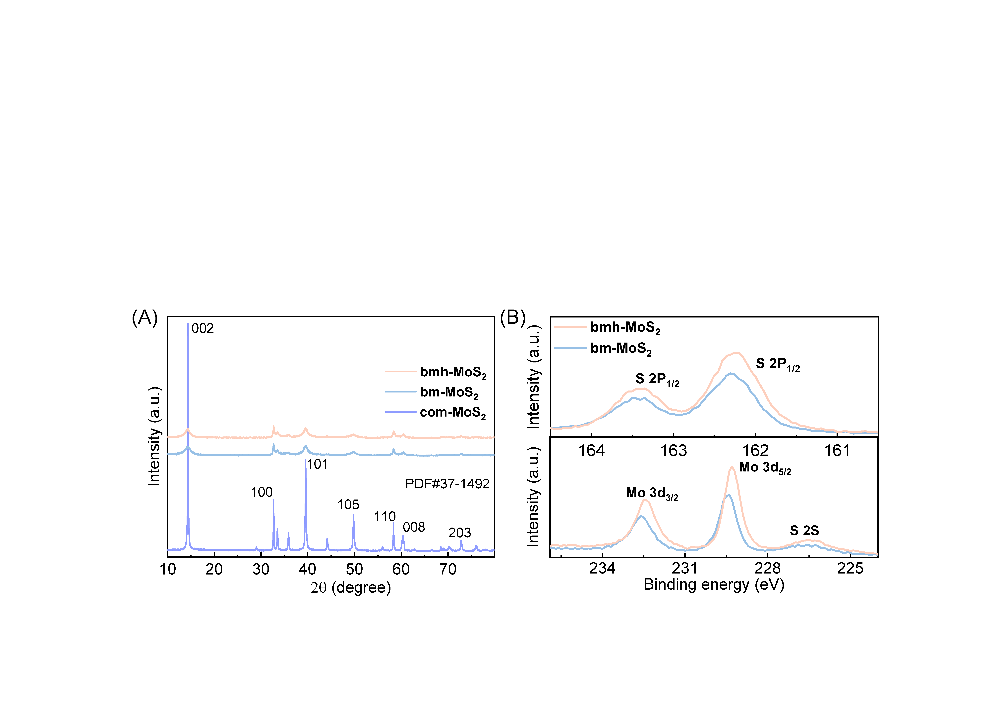 (A)
002
bmh-MoS2
bm-MoS2
com-MoS2
101
PDF#37-1492
100
105
110
008
203
Intensity (a.u.)
10 20 30 40 50 60 70
2θ (degree)
(B)
bmh-MoS2
bm-MoS2
S 2P1/2
S 2P1/2
Intensity (a.u.)
164 163 162 161
Mo 3d5/2
Mo 3d3/2
S 2S
Intensity (a.u.)
234 231 228 225
Binding energy (eV)